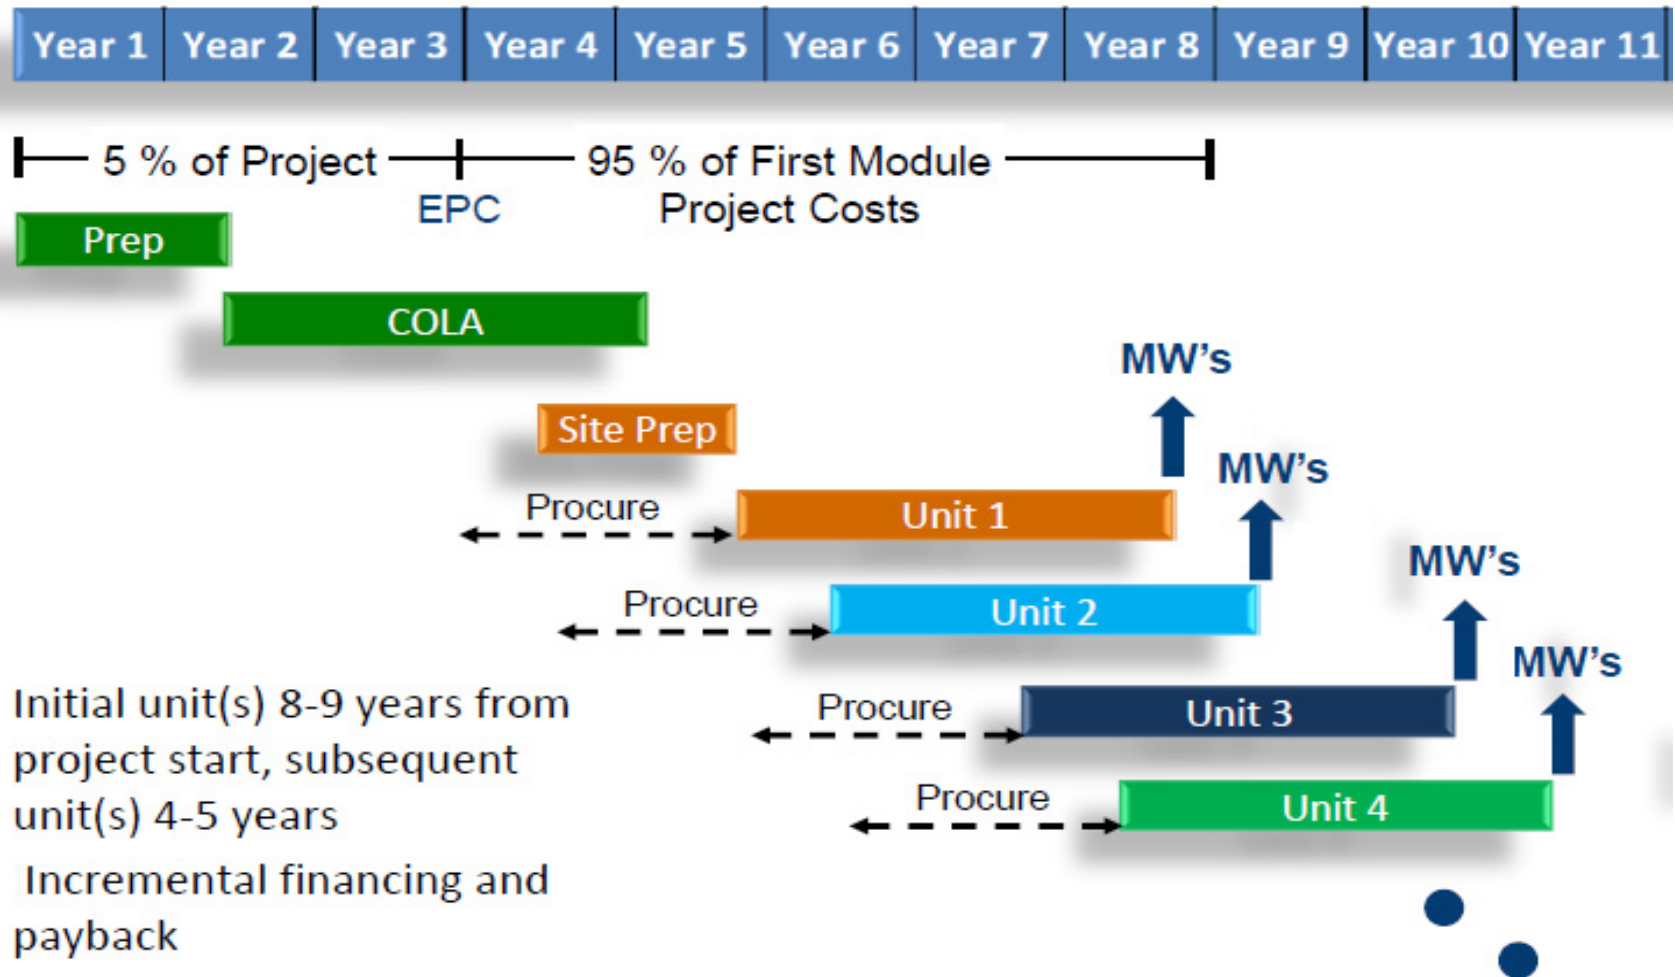 Year 1 Year 2 Year 3 Year 4 Year 5 Year 6 Year 7 Year 8 Year 9 Year 10 Year 11
5 % of Project
95 % of First Module
Project Costs
EPC
Prep
COLA
MW's
Site Prep
MW's
Procure
Unit 1
MW's
Procure
Unit 2
MW's
Procure
Unit 3
Procure
Unit 4
Initial unit(s) 8-9 years from
project start, subsequent
unit(s) 4-5 years
Incremental financing and
payback